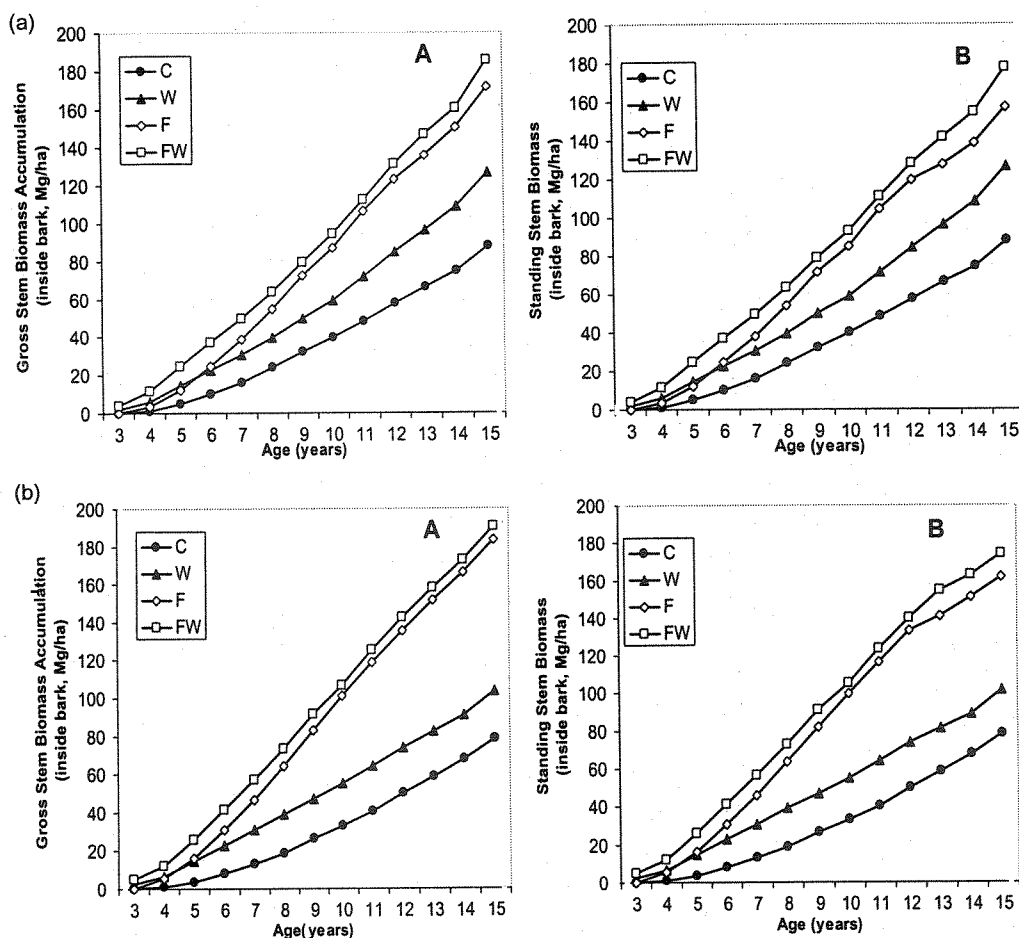 (a)
200
180
160
140
120
100
80
60
40
20
0
Gross Stem Biomass Accumulation
(inside bark, Mg/ha)
A
C
W
F
FW
3 4 5 6 7 8 9 10 11 12 13 14 15
Age (years)
200
180
160
140
120
100
80
60
40
20
0
Standing Stem Biomass
(inside bark, Mg/ha)
B
C
W
F
FW
3 4 5 6 7 8 9 10 11 12 13 14 15
Age (years)
(b)
200
180
160
140
120
100
80
60
40
20
0
Gross Stem Biomass Accumulation
(inside bark, Mg/ha)
A
C
W
F
FW
3 4 5 6 7 8 9 10 11 12 13 14 15
Age(years)
200
180
160
140
120
100
80
60
40
20
0
Standing Stem Biomass
(inside bark, Mg/ha)
B
C
W
F
FW
3 4 5 6 7 8 9 10 11 12 13 14 15
Age(years)